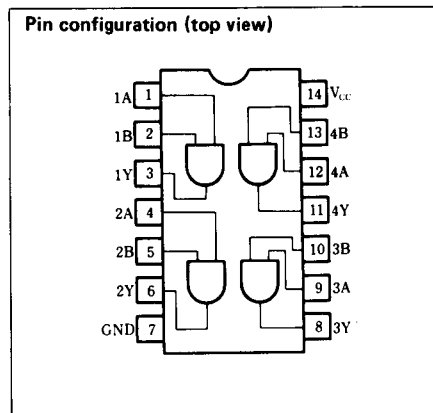 Pin configuration (top view)
1A 1 14 V_CC
1B 2 13 4B
1Y 3 12 4A
2A 4 11 4Y
2B 5 10 3B
2Y 6 9 3A
GND 7 8 3Y